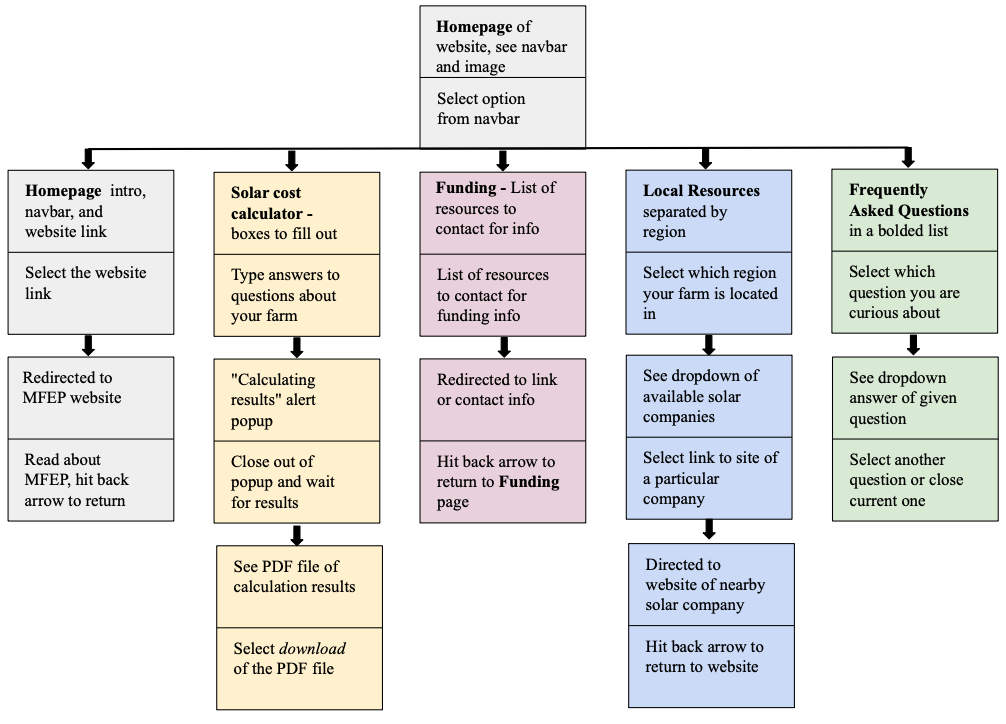 Homepage of
website, see navbar
and image
Select option
from navbar
Homepage intro,
navbar, and
website link
Select the website
link
Redirected to
MFEP website
Read about
MFEP, hit back
arrow to return
Solar cost
calculator -
boxes to fill out
Type answers to
questions about
your farm
"Calculating
results" alert
popup
Close out of
popup and wait
for results
See PDF file of
calculation results
Select download
of the PDF file
Funding - List of
resources to
contact for info
List of resources
to contact for
funding info
Redirected to link
or contact info
Hit back arrow to
return to Funding
page
Local Resources
separated by
region
Select which region
your farm is located
in
See dropdown of
available solar
companies
Select link to site of
a particular
company
Directed to
website of nearby
solar company
Hit back arrow to
return to website
Frequently
Asked Questions
in a bolded list
Select which
question you are
curious about
See dropdown
answer of given
question
Select another
question or close
current one